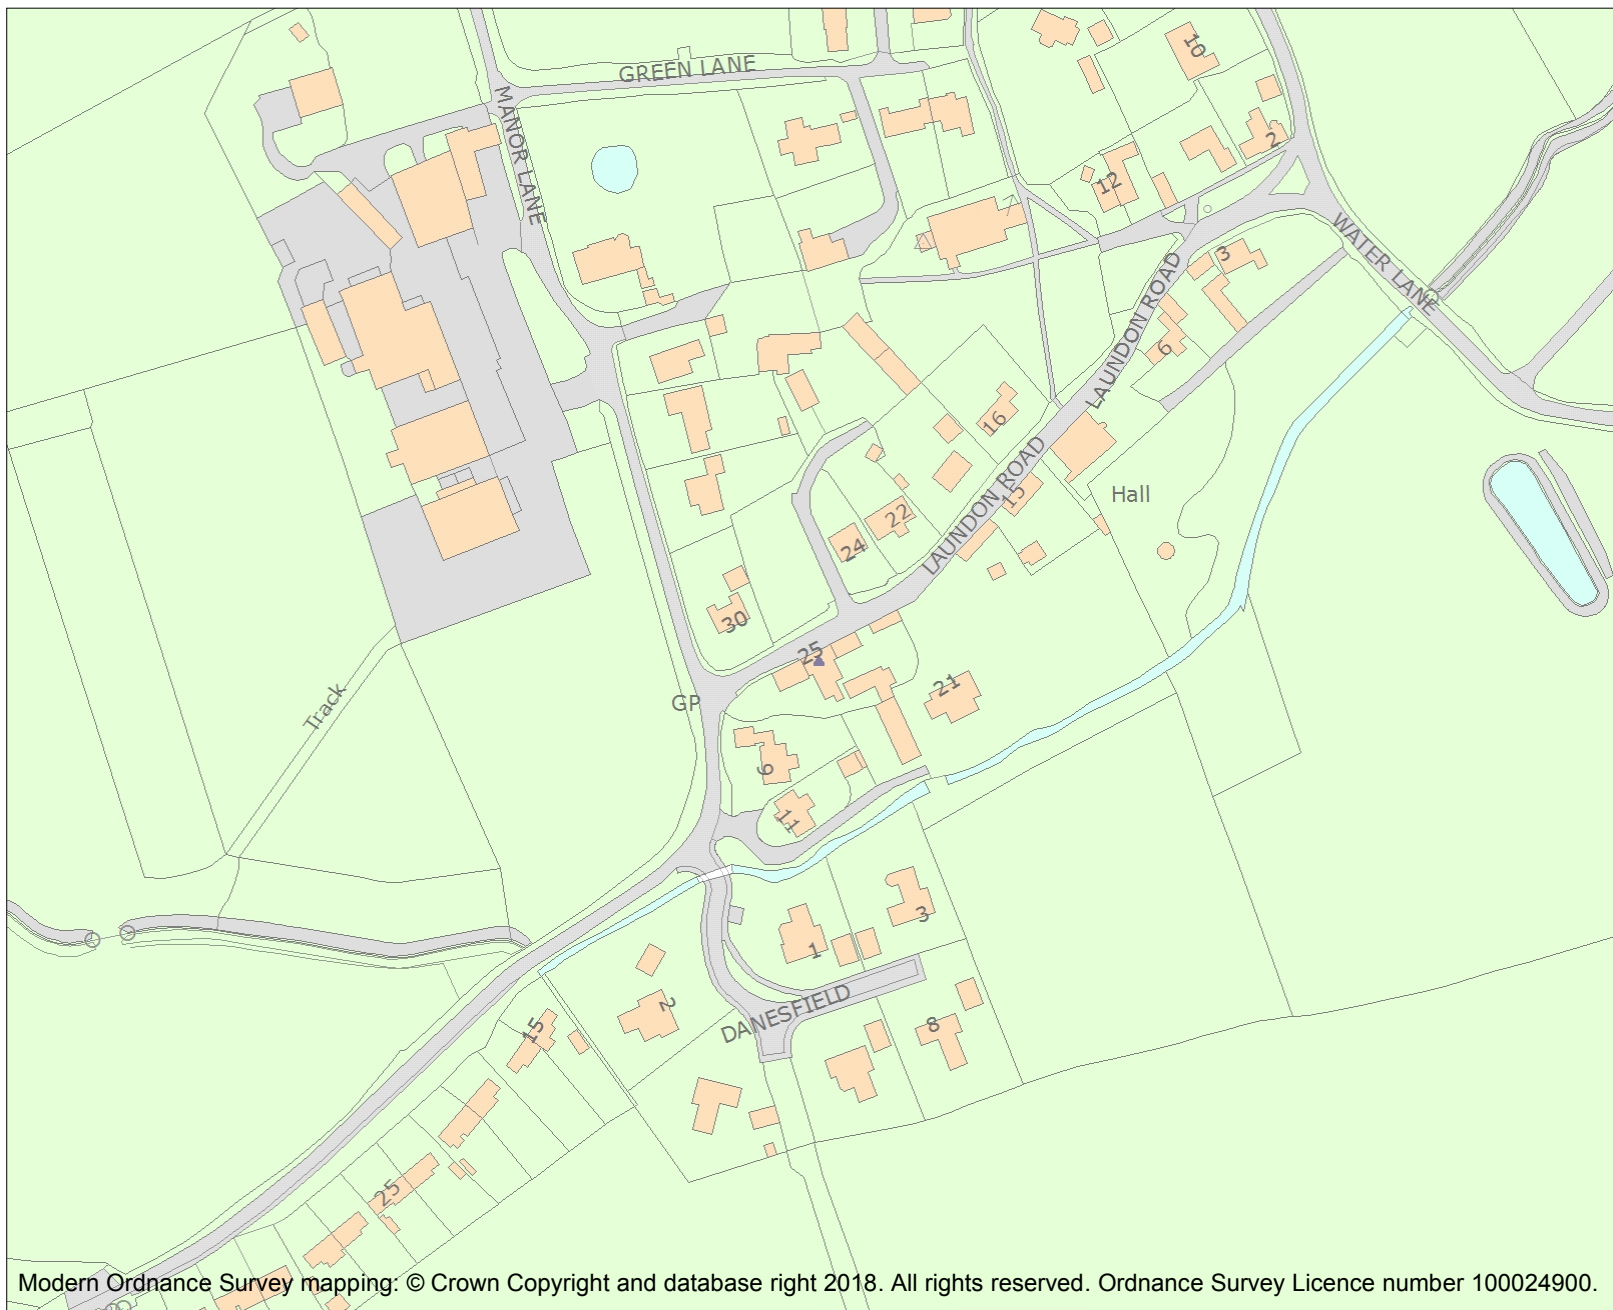 GREEN LANE
10
MANOR LANE
2
12
7
WATER LANE
3
LAUNDON ROAD
6
16
LAUNDON ROAD
15
Hall
22
24
30
25
21
Track
GP
9
11
3
1
2
DANESFIELD
8
15
25
Modern Ordnance Survey mapping: © Crown Copyright and database right 2018. All rights reserved. Ordnance Survey Licence number 100024900.